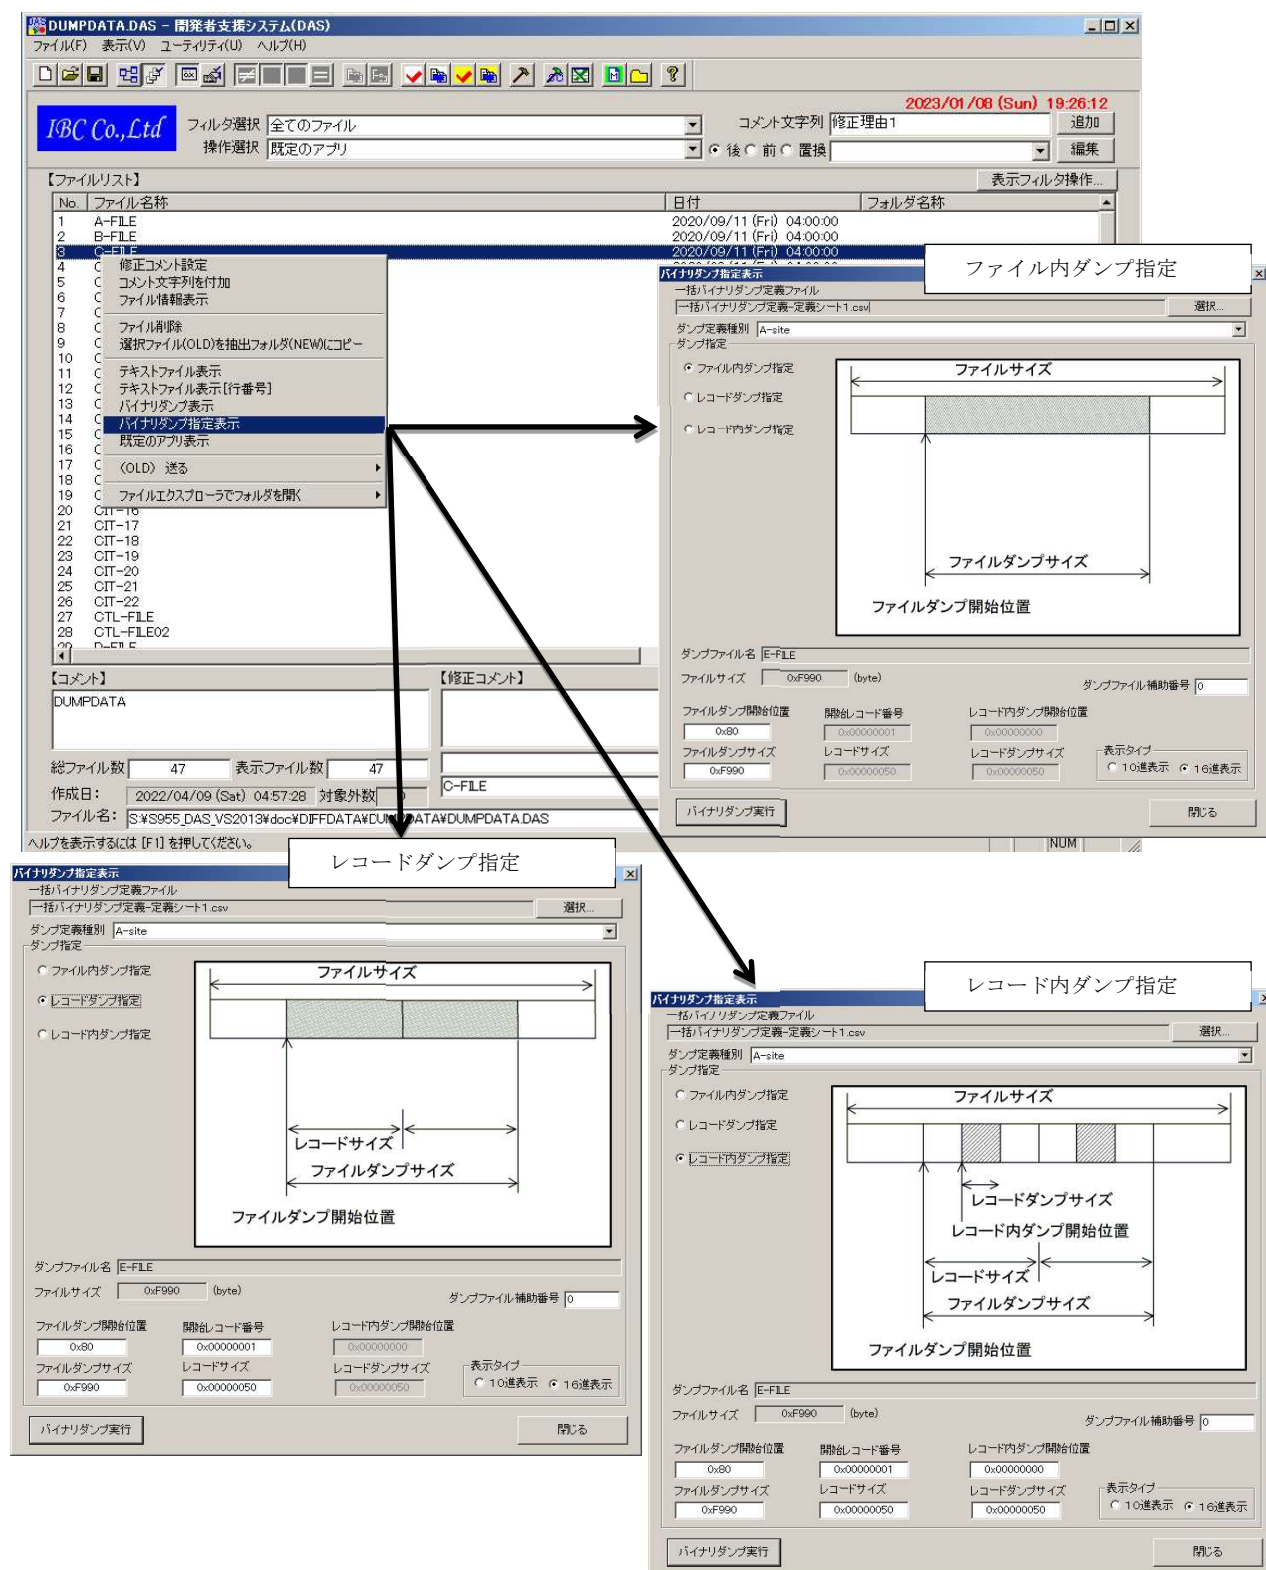 DUMPDATA.DAS - 開発者支援システム(DAS)
ファイル(F) 表示(V) ユーティリティ(U) ヘルプ(H)
2023/01/08 (Sun) 19:26:12
IBC Co.,Ltd
フィルタ選択 全てのファイル
コメント文字列 修正理由1 追加
操作選択 既定のアプリ
後 前 置換 編集
【ファイルリスト】
表示フィルタ操作...
No. ファイル名称 日付 フォルダ名称
1 A-FILE 2020/09/11 (Fri) 04:00:00
2 B-FILE 2020/09/11 (Fri) 04:00:00
3 C-FILE 2020/09/11 (Fri) 04:00:00
4 C
5 C
6 C
7 C
8 C
9 C
10 C
11 C
12 C
13 C
14 C
15 C
16 C
17 C
18 C
19 C
20 CIT-16
21 CIT-17
22 CIT-18
23 CIT-19
24 CIT-20
25 CIT-21
26 CIT-22
27 CTL-FILE
28 CTL-FILE02
29 D-FILE
修正コメント設定
コメント文字列を付加
ファイル情報表示
ファイル削除
選択ファイル(OLD)を抽出フォルダ(NEW)にコピー
テキストファイル表示
テキストファイル表示[行番号]
バイナリダンプ表示
バイナリダンプ指定表示
既定のアプリ表示
(OLD) 送る
ファイルエクスプローラでフォルダを開く
【コメント】
【修正コメント】
DUMPDATA
総ファイル数 47 表示ファイル数 47
C-FILE
作成日: 2022/04/09 (Sat) 04:57:28 対象外数
ファイル名: S:¥S955_DAS_VS2013¥doc¥DIFFDATA¥DUMPDATA¥DUMPDATA.DAS
ヘルプを表示するには [F1] を押してください。
NUM
ファイル内ダンプ指定
バイナリダンプ指定表示
一括バイナリダンプ定義ファイル
一括バイナリダンプ定義-定義シート1.csv 選択...
ダンプ定義種別 A-site
ダンプ指定
ファイル内ダンプ指定
レコードダンプ指定
レコード内ダンプ指定
ファイルサイズ
ファイルダンプサイズ
ファイルダンプ開始位置
ダンプファイル名 E-FILE
ファイルサイズ 0xF990 (byte)
ダンプファイル補助番号 0
ファイルダンプ開始位置 開始レコード番号 レコード内ダンプ開始位置
0x80 0x00000001 0x00000000
ファイルダンプサイズ レコードサイズ レコードダンプサイズ 表示タイプ
0xF990 0x00000050 0x00000050 10進表示 16進表示
バイナリダンプ実行 閉じる
レコードダンプ指定
バイナリダンプ指定表示
一括バイナリダンプ定義ファイル
一括バイナリダンプ定義-定義シート1.csv 選択...
ダンプ定義種別 A-site
ダンプ指定
ファイル内ダンプ指定
レコードダンプ指定
レコード内ダンプ指定
ファイルサイズ
レコードサイズ
ファイルダンプサイズ
ファイルダンプ開始位置
ダンプファイル名 E-FILE
ファイルサイズ 0xF990 (byte)
ダンプファイル補助番号 0
ファイルダンプ開始位置 開始レコード番号 レコード内ダンプ開始位置
0x80 0x00000001 0x00000000
ファイルダンプサイズ レコードサイズ レコードダンプサイズ 表示タイプ
0xF990 0x00000050 0x00000050 10進表示 16進表示
バイナリダンプ実行 閉じる
レコード内ダンプ指定
バイナリダンプ指定表示
一括バイナリダンプ定義ファイル
一括バイナリダンプ定義-定義シート1.csv 選択...
ダンプ定義種別 A-site
ダンプ指定
ファイル内ダンプ指定
レコードダンプ指定
レコード内ダンプ指定
ファイルサイズ
レコードダンプサイズ
レコード内ダンプ開始位置
レコードサイズ
ファイルダンプサイズ
ファイルダンプ開始位置
ダンプファイル名 E-FILE
ファイルサイズ 0xF990 (byte)
ダンプファイル補助番号 0
ファイルダンプ開始位置 開始レコード番号 レコード内ダンプ開始位置
0x80 0x00000001 0x00000000
ファイルダンプサイズ レコードサイズ レコードダンプサイズ 表示タイプ
0xF990 0x00000050 0x00000050 10進表示 16進表示
バイナリダンプ実行 閉じる